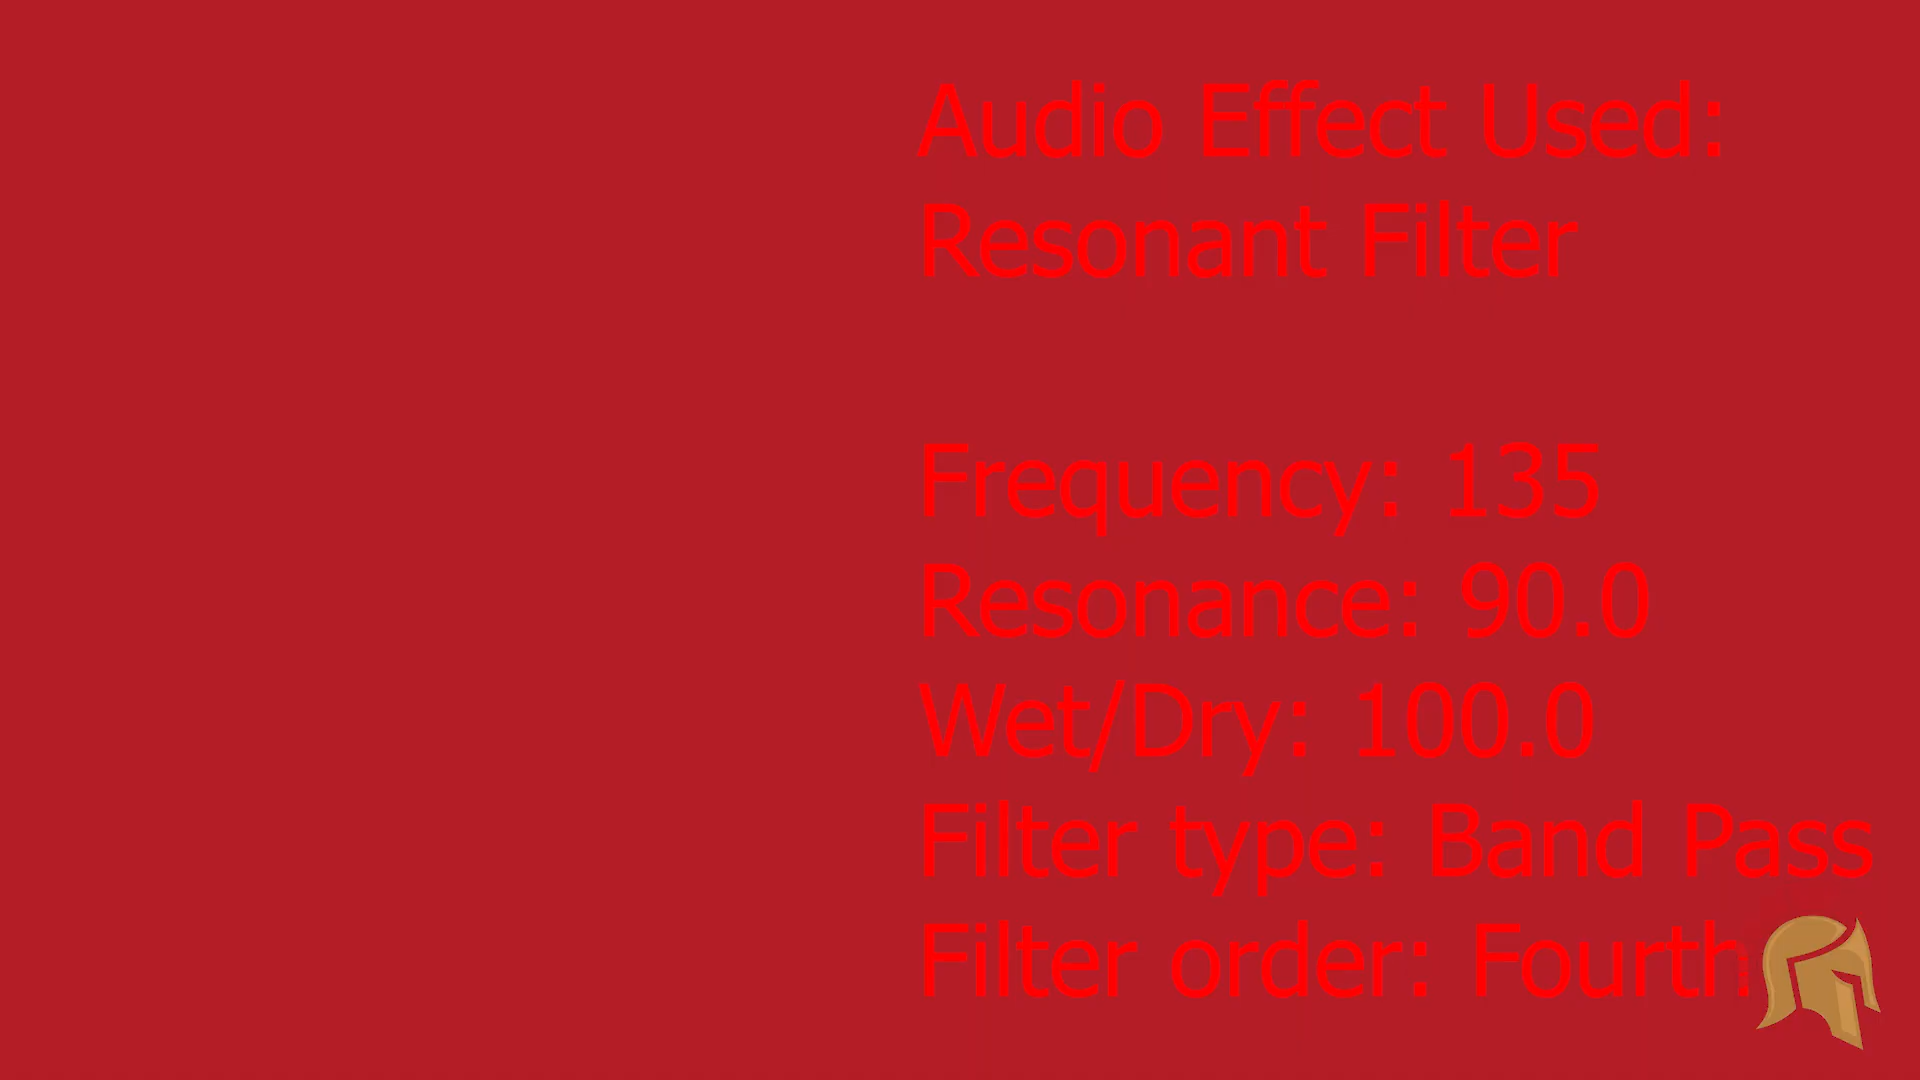 Audio Effect Used:
Resonant Filter
Frequency: 135
Resonance: 90.0
Wet/Dry: 100.0
Filter type: Band Pass
Filter order: Fourth